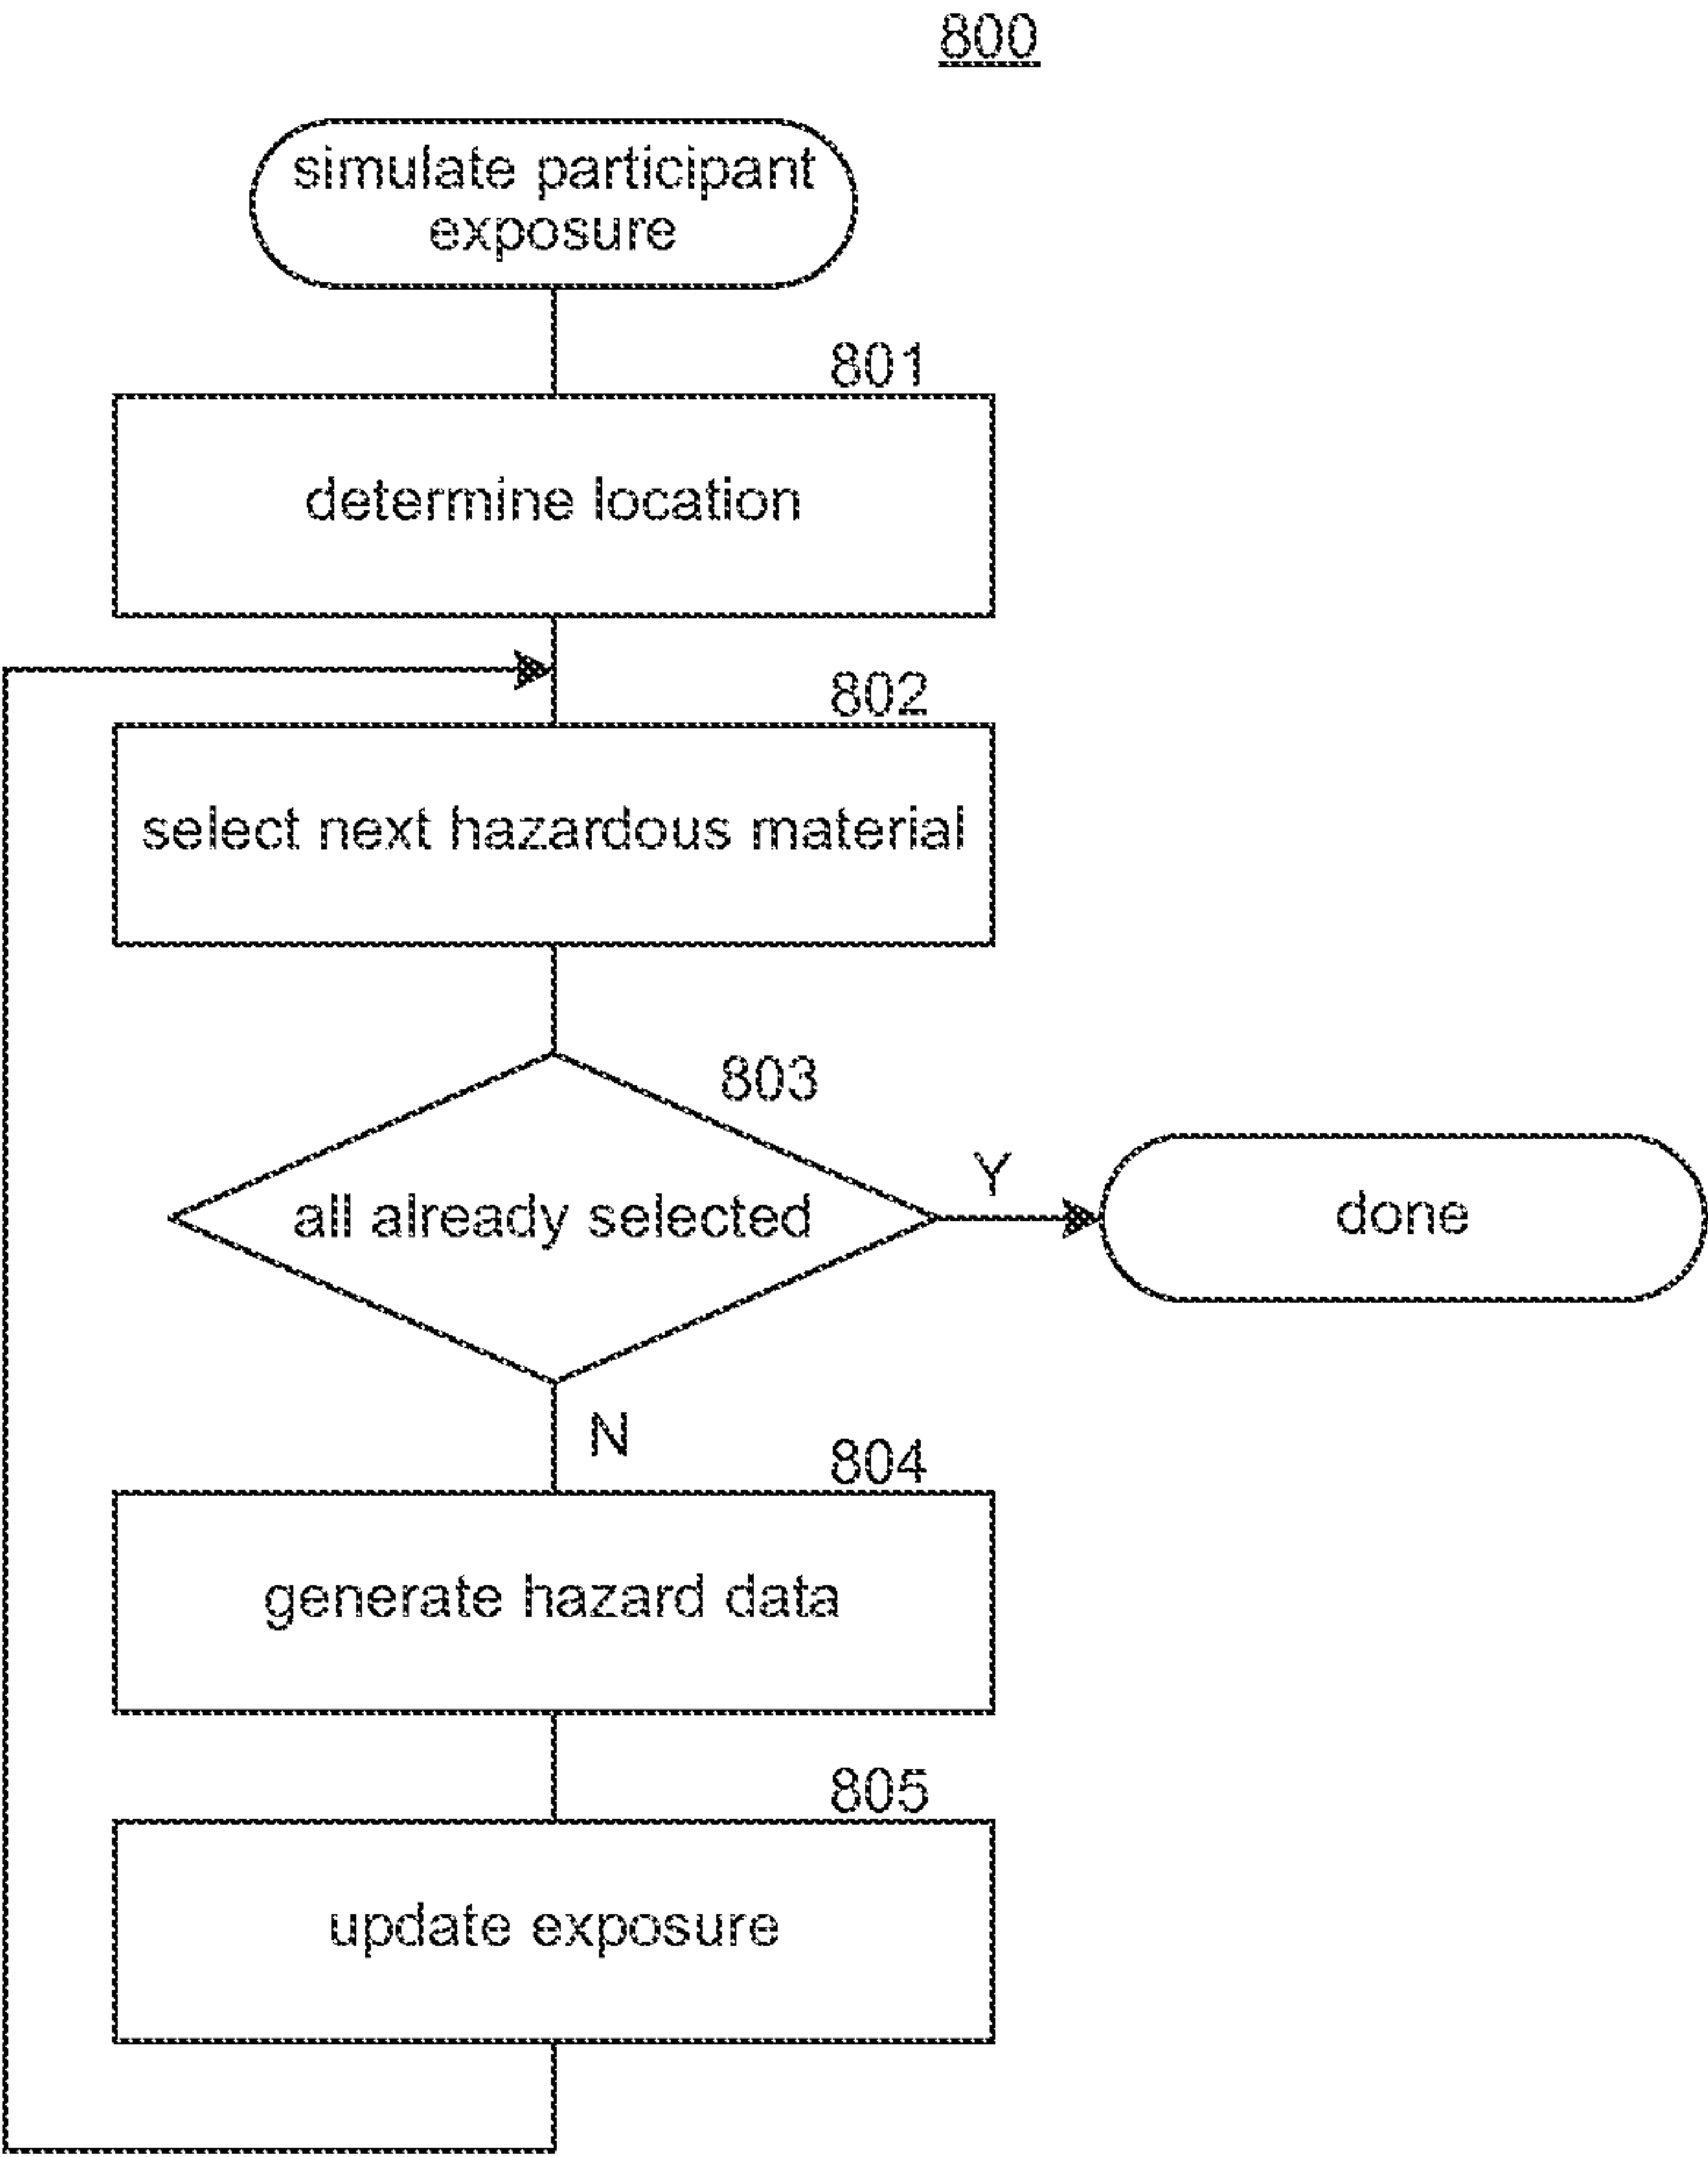 800
simulate participant
exposure
801
determine location
802
select next hazardous material
803
all already selected
Y
done
N
804
generate hazard data
805
update exposure